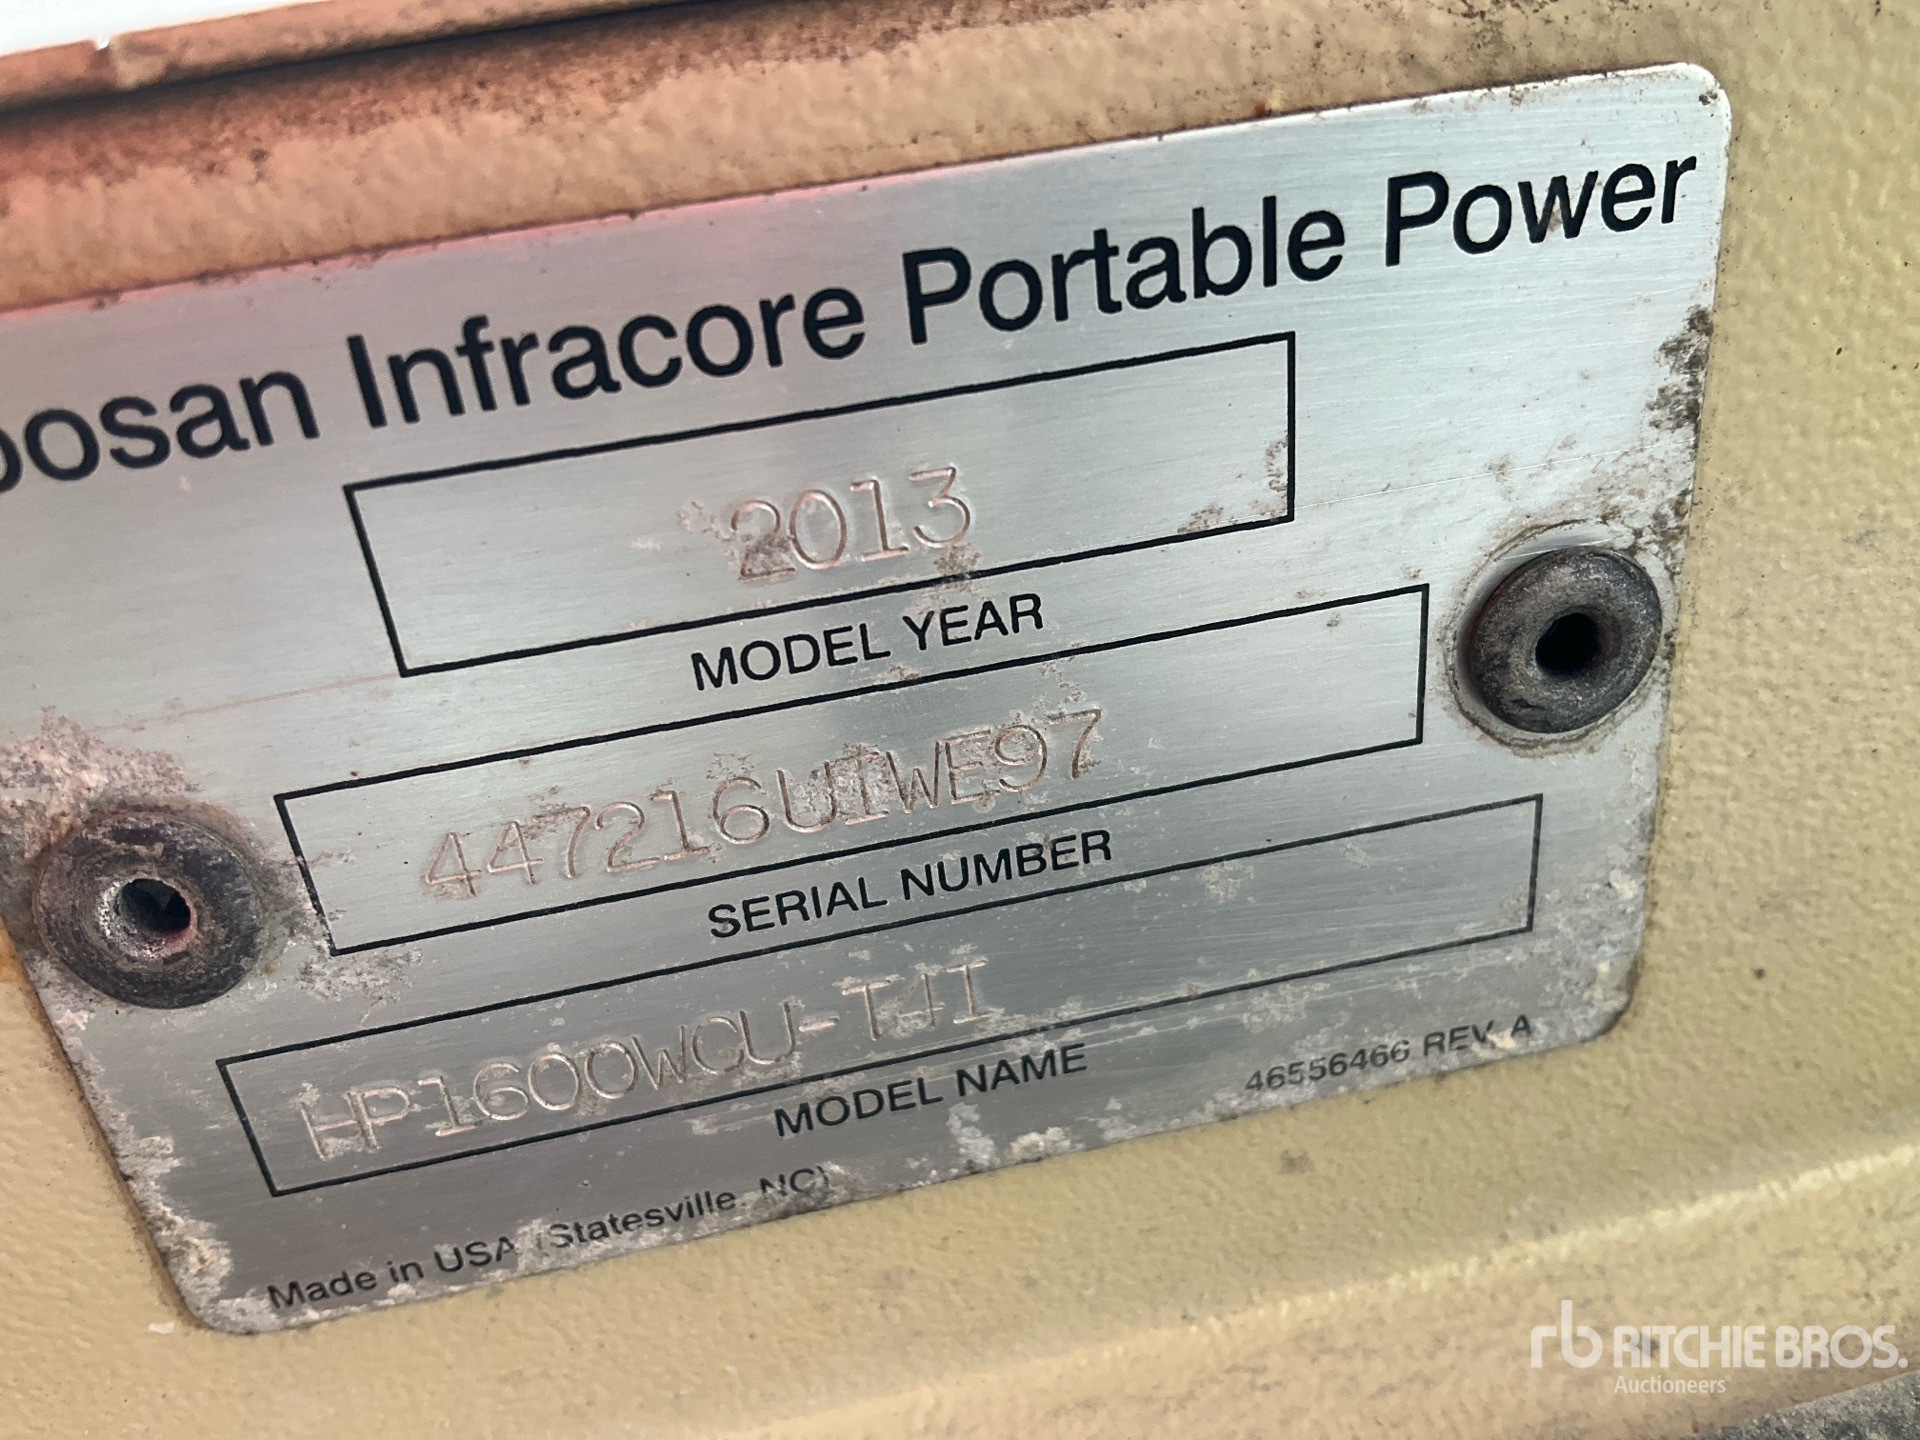 oosan Infracore Portable Power
2013
MODEL YEAR
447216UIWE97
SERIAL NUMBER
HP1600WCU-T4I
MODEL NAME
46556466 REV. A
Made in USA (Statesville, NC)
rb RITCHIE BROS.
Auctioneers